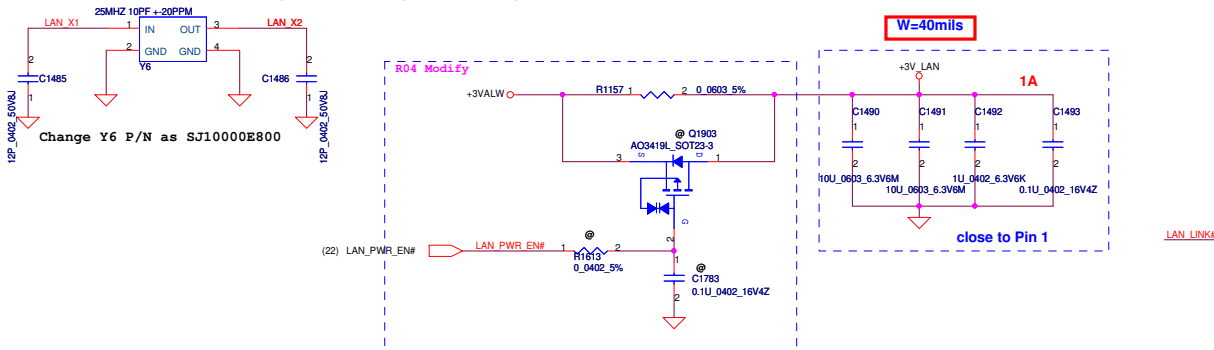 25MHZ 10PF +-20PPM
LAN_X1
1
IN
OUT
3
LAN_X2
2
GND
GND
4
Y6
2
C1485
1
12P_0402_50V8J
2
C1486
1
12P_0402_50V8J
Change Y6 P/N as SJ10000E800
R04 Modify
+3VALW
R1157
1
2
0_0603_5%
@
Q1903
AO3419L_SOT23-3
3
S
D
1
G
2
(22)
LAN_PWR_EN#
LAN_PWR_EN#
@
1
2
R1613
0_0402_5%
@
1
C1783
0.1U_0402_16V4Z
2
W=40mils
+3V_LAN
1A
C1490
1
2
10U_0603_6.3V6M
C1491
1
2
10U_0603_6.3V6M
C1492
1
2
1U_0402_6.3V6K
C1493
1
2
0.1U_0402_16V4Z
close to Pin 1